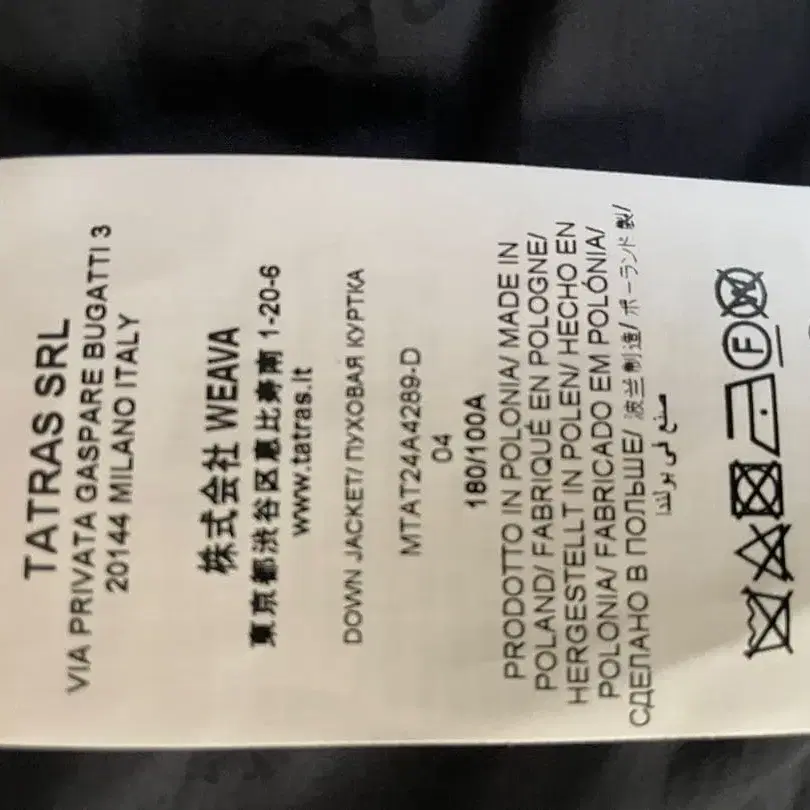 TATRAS SRL
VIA PRIVATA GASPARE BUGATTI 3
20144 MILANO ITALY
株式会社 WEAVA
東京都渋谷区恵比寿南 1-20-6
www.tatras.it
DOWN JACKET/ ПУХОВАЯ КУРТКА
MTAT24A4289-D
04
180/100A
PRODOTTO IN POLONIA/ MADE IN
POLAND/ FABRIQUÉ EN POLOGNE/
HERGESTELLT IN POLEN/ HECHO EN
POLONIA/ FABRICADO EM POLÓNIA/
СДЕЛАНО В ПОЛЬШЕ/ 波兰制造/ ポーランド製/
صنع في بولندا
F
W